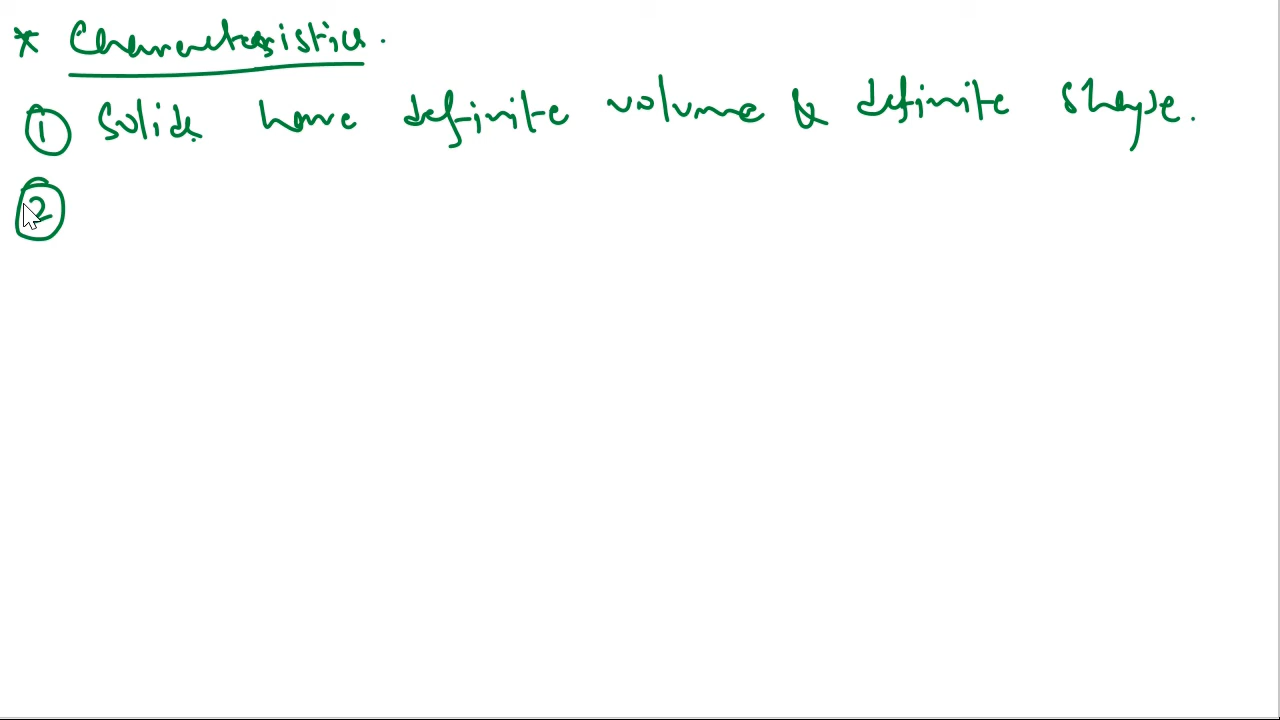 * Characteristics.
① Solids have definite volume & definite shape.
②